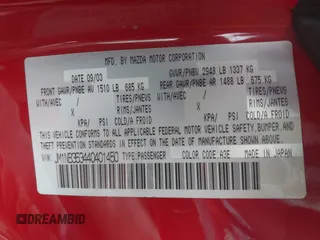 MFD. BY MAZDA MOTOR CORPORATION
DATE 09/03 GVWR/PNBV 2948 LB 1337 KG
FRONT GAWR/PNBE AV 1510 LB 685 KG REAR GAWR/PNBE AR 1488 LB 675 KG
WITH/AVEC TIRES/PNEUS WITH/AVEC TIRES/PNEUS
X RIMS/JANTES X RIMS/JANTES
AT/À PSI COLD/A FROID AT/À PSI COLD/A FROID
THIS VEHICLE CONFORMS TO ALL APPLICABLE FEDERAL MOTOR VEHICLE SAFETY, BUMPER, AND
THEFT PREVENTION STANDARDS IN EFFECT ON THE DATE OF MANUFACTURE SHOWN ABOVE.
VIN: TYPE:PASSENGER COLOR CODE: A3E MADE IN JAPAN
DREAMBID